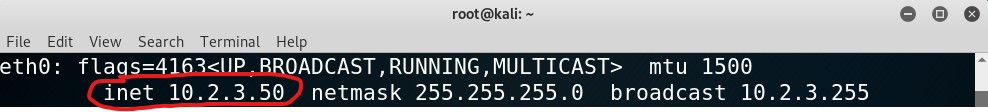 root@kali: ~
File Edit View Search Terminal Help
eth0: flags=4163<UP,BROADCAST,RUNNING,MULTICAST>  mtu 1500
inet 10.2.3.50  netmask 255.255.255.0  broadcast 10.2.3.255